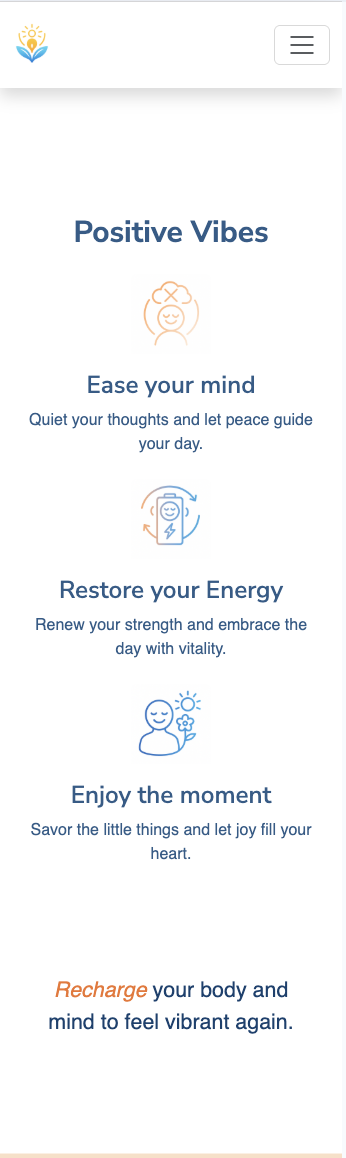 Positive Vibes
Ease your mind
Quiet your thoughts and let peace guide
your day.
Restore your Energy
Renew your strength and embrace the
day with vitality.
Enjoy the moment
Savor the little things and let joy fill your
heart.
Recharge your body and
mind to feel vibrant again.